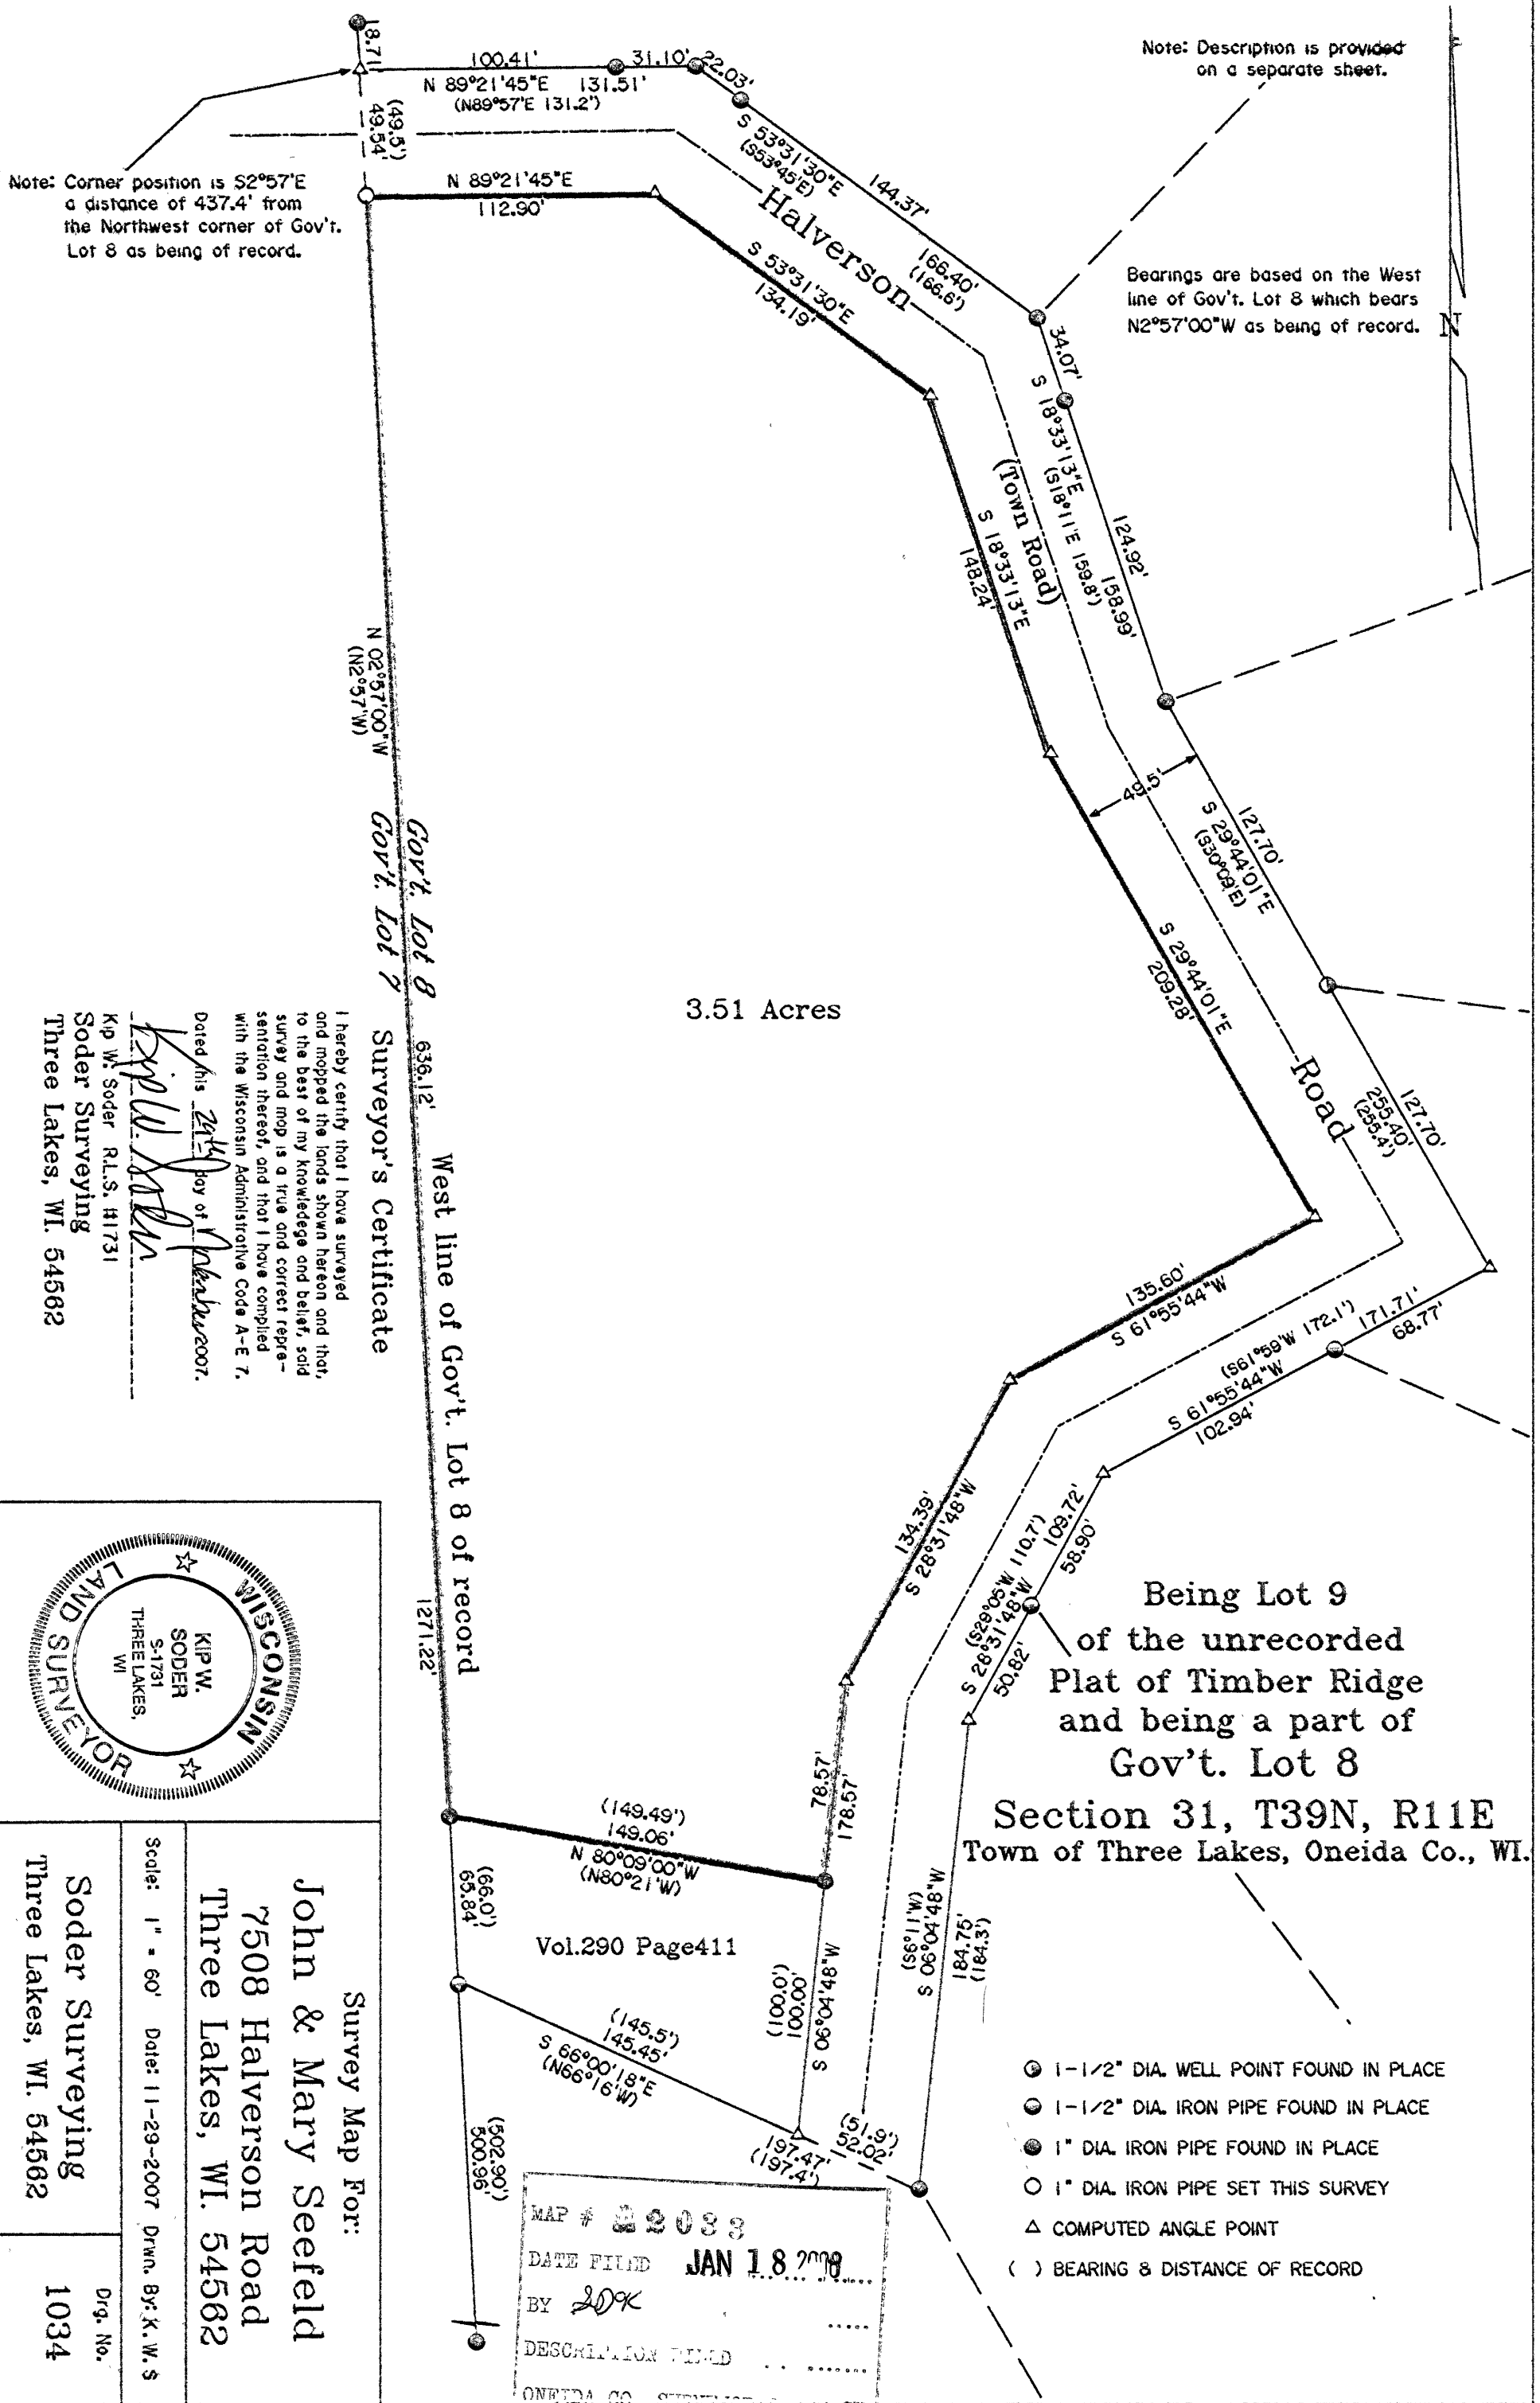 Note: Description is provided
on a separate sheet.
18.71'
100.41'
31.10'
22.03'
N 89°21'45"E 131.51'
(N89°57'E 131.2')
(49.5')
49.54'
S 53°31'30"E
(S53°45'E)
144.37'
166.40'
(166.6')
Note: Corner position is S2°57'E
a distance of 437.4' from
the Northwest corner of Gov't.
Lot 8 as being of record.
N 89°21'45"E
112.90'
Halverson
S 53°31'30"E
134.19'
Bearings are based on the West
line of Gov't. Lot 8 which bears
N2°57'00"W as being of record.
N
34.07'
S 18°33'13"E
(S18°11'E 159.8')
124.92'
158.99'
(Town Road)
S 18°33'13"E
148.24'
N 02°57'00"W
(N2°57'W)
49.5'
127.70'
S 29°44'01"E
(S30°09'E)
S 29°44'01"E
209.28'
Gov't. Lot 8
Gov't. Lot 7
3.51 Acres
636.12'
Road
127.70'
255.40'
(255.4')
West line of Gov't. Lot 8 of record
1271.22'
Surveyor's Certificate
I hereby certify that I have surveyed
and mapped the lands shown hereon and that,
to the best of my knowledege and belief, said
survey and map is a true and correct repre-
sentation thereof, and that I have complied
with the Wisconsin Administrative Code A-E 7.
Dated this 29th day of November 2007.
Kip W. Soder
Kip W. Soder R.L.S. #1731
Soder Surveying
Three Lakes, WI. 54562
135.60'
S 61°55'44"W
171.71'
68.77'
(S61°59'W 172.1')
S 61°55'44"W
102.94'
134.39'
S 28°31'48"W
109.72'
58.90'
(S29°05'W 110.7')
S 28°31'48"W
50.82'
Being Lot 9
of the unrecorded
Plat of Timber Ridge
and being a part of
Gov't. Lot 8
Section 31, T39N, R11E
Town of Three Lakes, Oneida Co., WI.
78.57'
178.57'
(149.49')
149.06'
N 80°09'00"W
(N80°21'W)
(66.0')
65.84'
Vol.290 Page411
S 06°04'48"W
100.00'
(100.0')
(S6°11'W)
S 06°04'48"W
184.75'
(184.3')
(145.5')
145.45'
S 66°00'18"E
(N66°16'W)
(51.9')
52.02'
197.47'
(197.4')
(502.90')
500.96'
1-1/2" DIA. WELL POINT FOUND IN PLACE
1-1/2" DIA. IRON PIPE FOUND IN PLACE
1" DIA. IRON PIPE FOUND IN PLACE
1" DIA. IRON PIPE SET THIS SURVEY
COMPUTED ANGLE POINT
( ) BEARING & DISTANCE OF RECORD
WISCONSIN
KIP W.
SODER
S-1731
THREE LAKES,
WI
LAND SURVEYOR
Survey Map For:
John & Mary Seefeld
7508 Halverson Road
Three Lakes, WI. 54562
Scale: 1" = 60' Date: 11-29-2007 Drwn. By: K. W. S
Soder Surveying
Three Lakes, WI. 54562
Drg. No.
1034
MAP # 22033
DATE FILED JAN 18 2008
BY
DESCRIPTION FILED
ONEIDA CO.